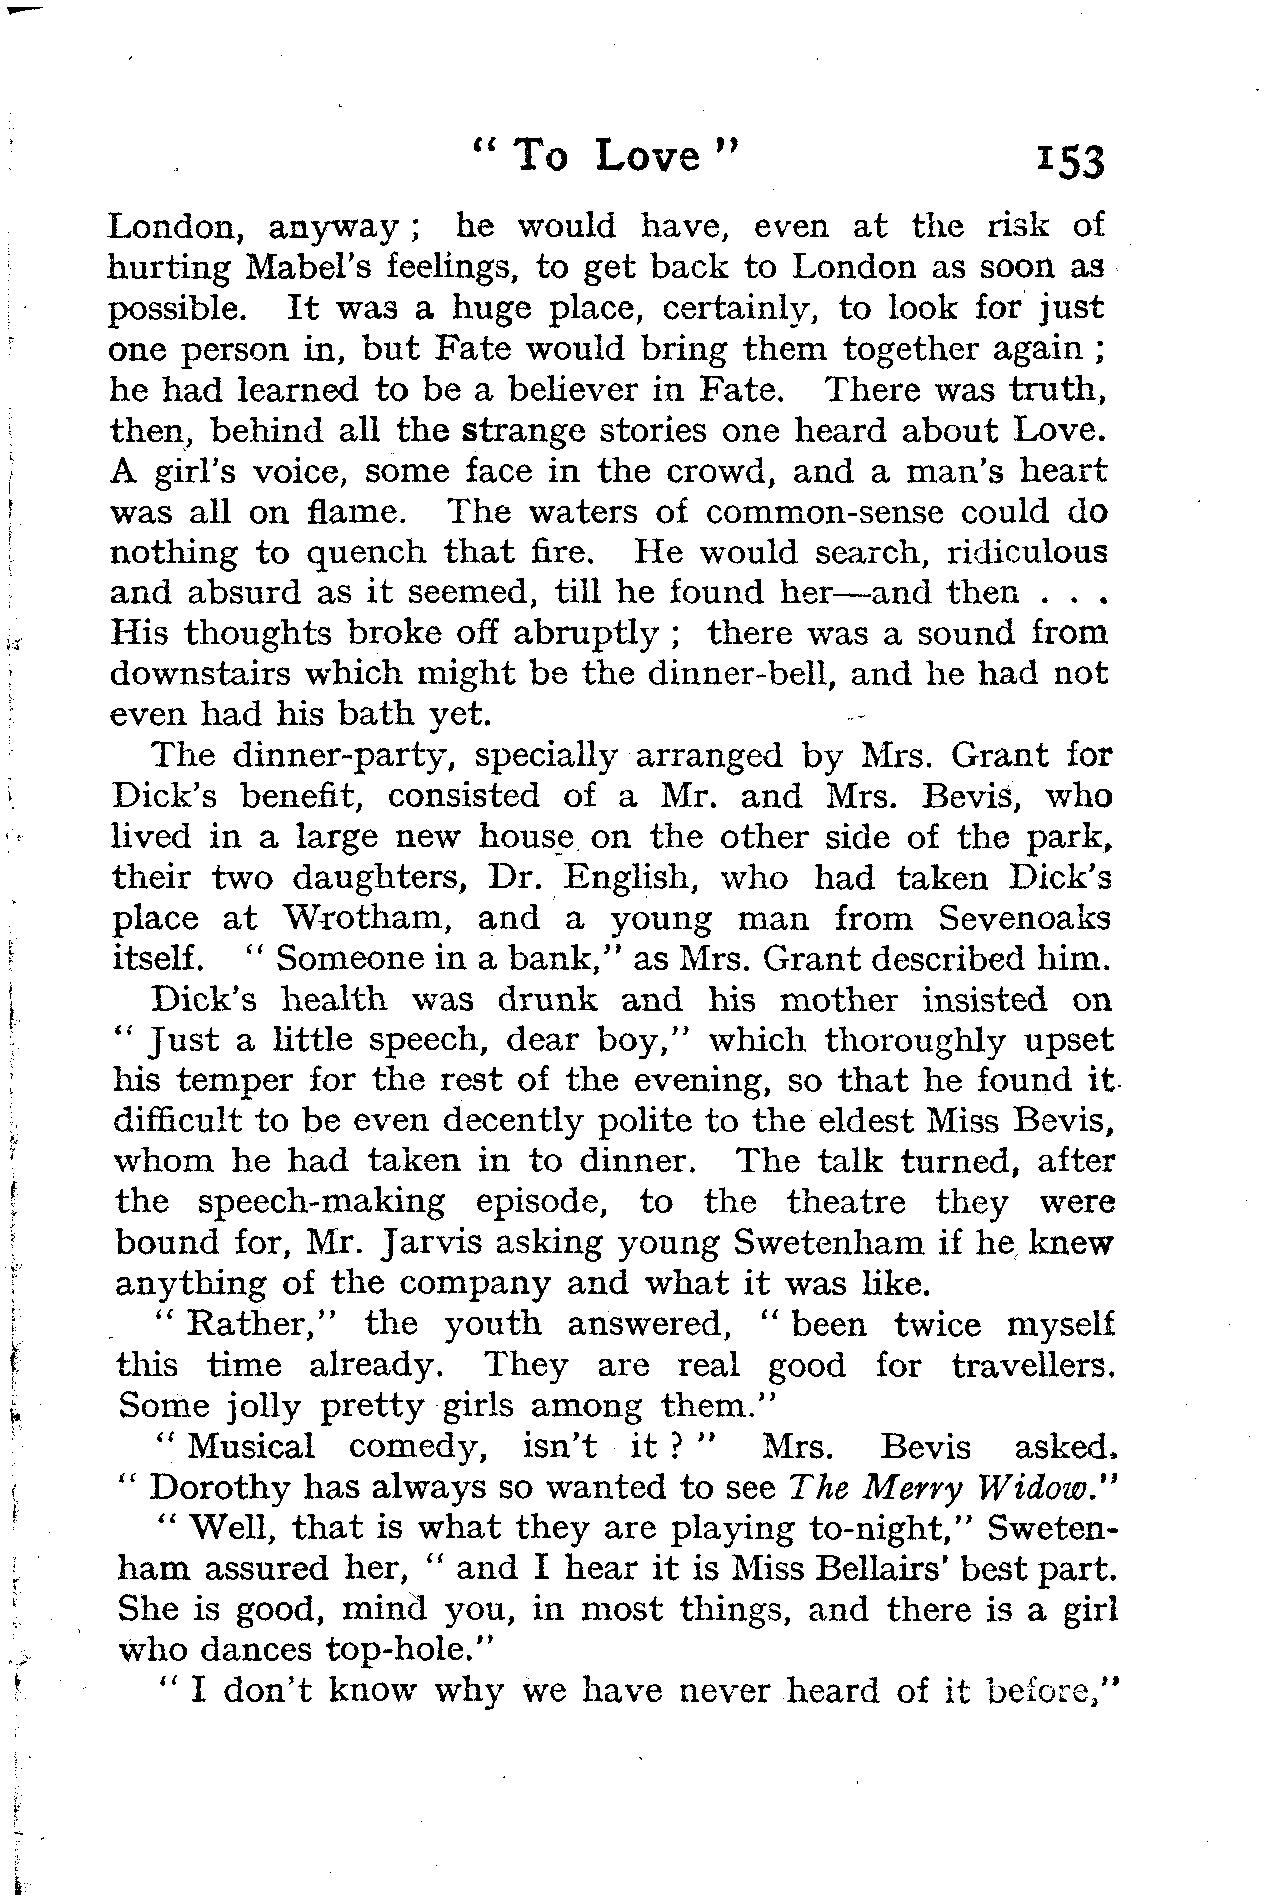 " To Love " 153
London, anyway ; he would have, even at the risk of
hurting Mabel's feelings, to get back to London as soon as
possible. It was a huge place, certainly, to look for just
one person in, but Fate would bring them together again ;
he had learned to be a believer in Fate. There was truth,
then, behind all the strange stories one heard about Love.
A girl's voice, some face in the crowd, and a man's heart
was all on flame. The waters of common-sense could do
nothing to quench that fire. He would search, ridiculous
and absurd as it seemed, till he found her—and then . . .
His thoughts broke off abruptly ; there was a sound from
downstairs which might be the dinner-bell, and he had not
even had his bath yet.
The dinner-party, specially arranged by Mrs. Grant for
Dick's benefit, consisted of a Mr. and Mrs. Bevis, who
lived in a large new house on the other side of the park,
their two daughters, Dr. English, who had taken Dick's
place at Wrotham, and a young man from Sevenoaks
itself. " Someone in a bank," as Mrs. Grant described him.
Dick's health was drunk and his mother insisted on
" Just a little speech, dear boy," which thoroughly upset
his temper for the rest of the evening, so that he found it
difficult to be even decently polite to the eldest Miss Bevis,
whom he had taken in to dinner. The talk turned, after
the speech-making episode, to the theatre they were
bound for, Mr. Jarvis asking young Swetenham if he knew
anything of the company and what it was like.
" Rather," the youth answered, " been twice myself
this time already. They are real good for travellers.
Some jolly pretty girls among them."
" Musical comedy, isn't it ? " Mrs. Bevis asked.
" Dorothy has always so wanted to see The Merry Widow."
" Well, that is what they are playing to-night," Sweten-
ham assured her, " and I hear it is Miss Bellairs' best part.
She is good, mind you, in most things, and there is a girl
who dances top-hole."
" I don't know why we have never heard of it before,"